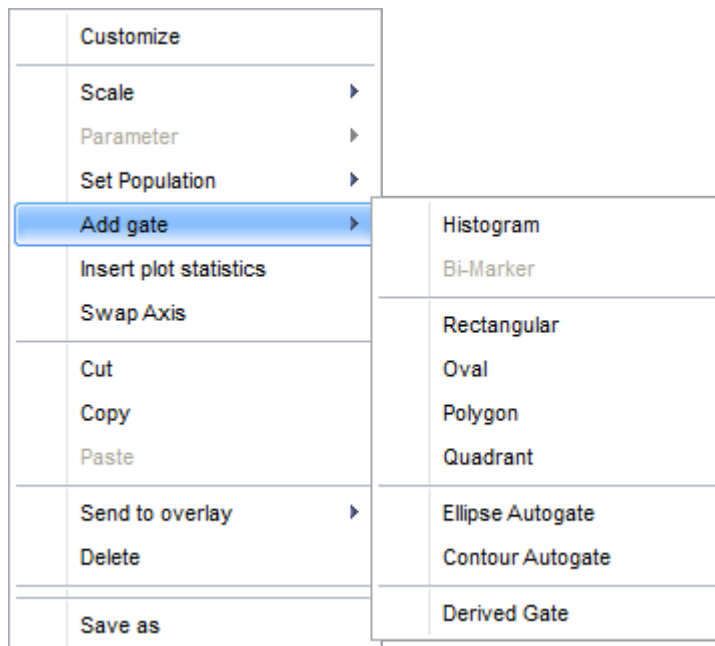 Customize
Scale
Parameter
Set Population
Add gate
Insert plot statistics
Swap Axis
Cut
Copy
Paste
Send to overlay
Delete
Save as
Histogram
Bi-Marker
Rectangular
Oval
Polygon
Quadrant
Ellipse Autogate
Contour Autogate
Derived Gate